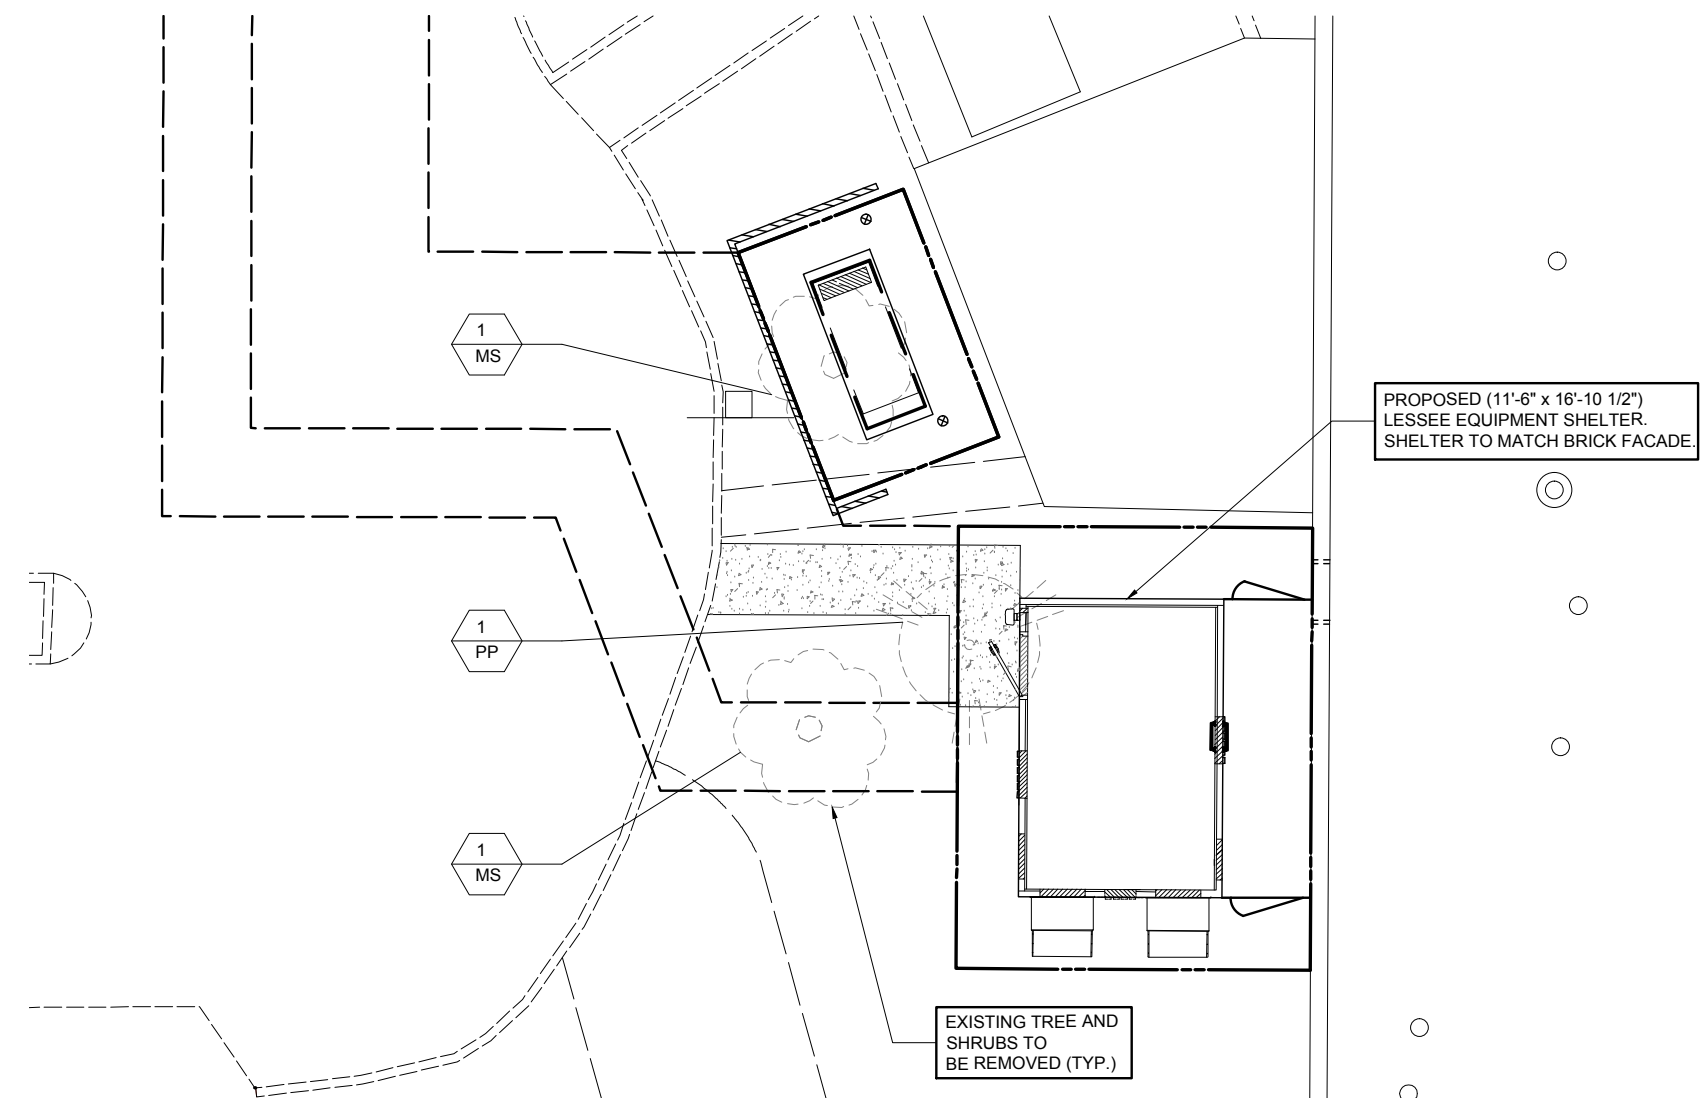 1
MS
PROPOSED (11'-6" x 16'-10 1/2")
LESSEE EQUIPMENT SHELTER.
SHELTER TO MATCH BRICK FACADE.
1
PP
1
MS
EXISTING TREE AND
SHRUBS TO
BE REMOVED (TYP.)